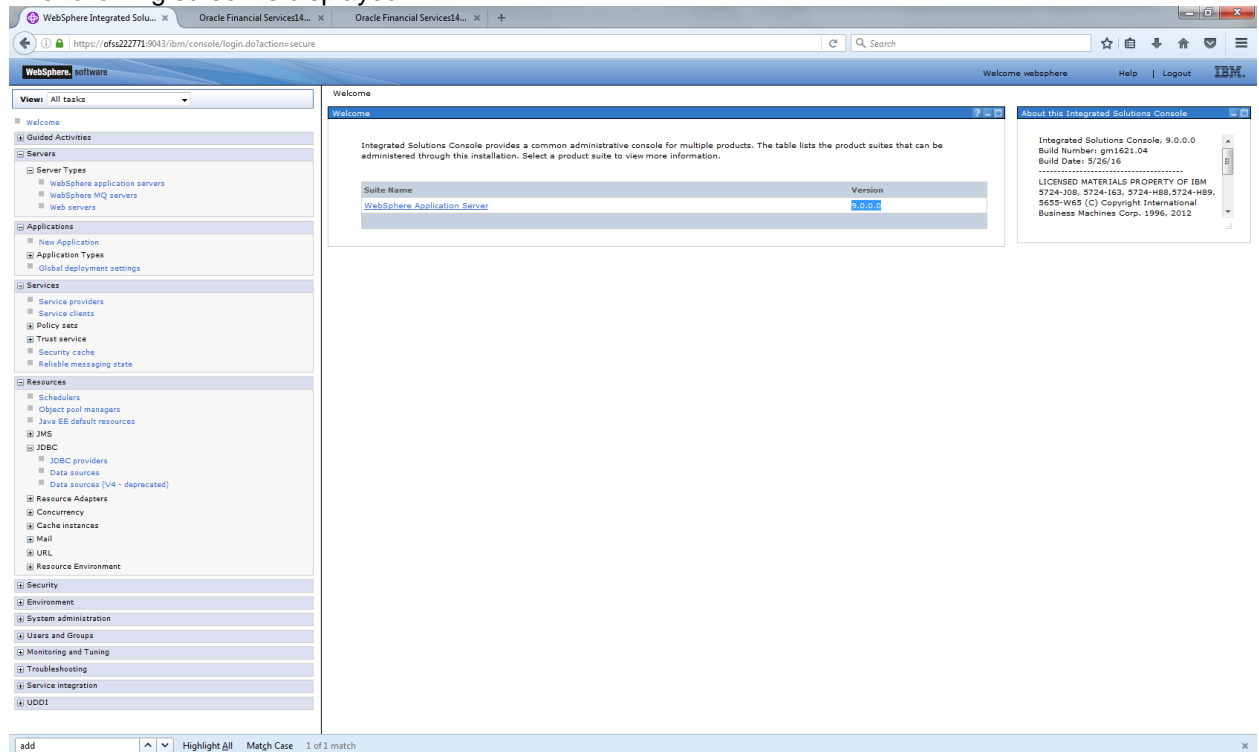 WebSphere Integrated Solu... × Oracle Financial Services14... × Oracle Financial Services14... × +
https://ofss222771:9043/ibm/console/login.do?action=secure
Search
WebSphere. software
Welcome websphere Help | Logout IBM.
View: All tasks
Welcome
Guided Activities
Servers
Server Types
WebSphere application servers
WebSphere MQ servers
Web servers
Applications
New Application
Application Types
Global deployment settings
Services
Service providers
Service clients
Policy sets
Trust service
Security cache
Reliable messaging state
Resources
Schedulers
Object pool managers
Java EE default resources
JMS
JDBC
JDBC providers
Data sources
Data sources (V4 - deprecated)
Resource Adapters
Concurrency
Cache instances
Mail
URL
Resource Environment
Security
Environment
System administration
Users and Groups
Monitoring and Tuning
Troubleshooting
Service integration
UDDI
Welcome
Welcome
Integrated Solutions Console provides a common administrative console for multiple products. The table lists the product suites that can be
administered through this installation. Select a product suite to view more information.
Suite Name Version
WebSphere Application Server 9.0.0.0
About this Integrated Solutions Console
Integrated Solutions Console, 9.0.0.0
Build Number: gm1621.04
Build Date: 5/26/16
----------------------------------------
LICENSED MATERIALS PROPERTY OF IBM
5724-J08, 5724-I63, 5724-H88,5724-H89,
5655-W65 (C) Copyright International
Business Machines Corp. 1996, 2012
add Highlight All Match Case 1 of 1 match ×